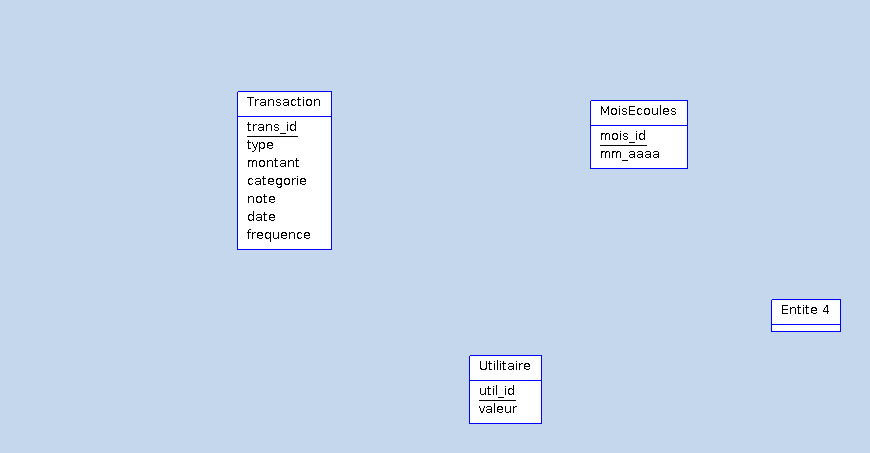 Transaction
trans_id
type
montant
categorie
note
date
frequence
MoisEcoules
mois_id
mm_aaaa
Entite 4
Utilitaire
util_id
valeur